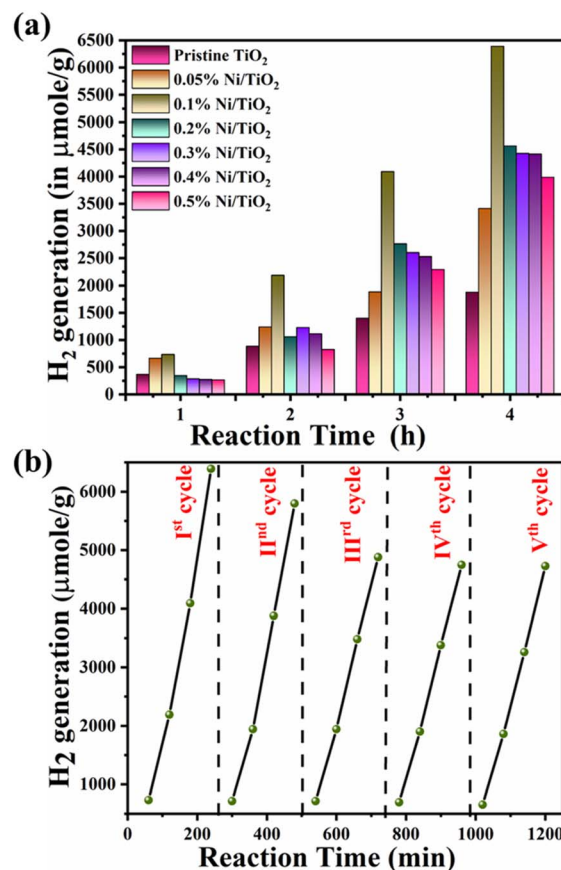 (a)
H₂ generation (in μmole/g)
6500
6000
5500
5000
4500
4000
3500
3000
2500
2000
1500
1000
500
0
Pristine TiO₂
0.05% Ni/TiO₂
0.1% Ni/TiO₂
0.2% Ni/TiO₂
0.3% Ni/TiO₂
0.4% Ni/TiO₂
0.5% Ni/TiO₂
1 2 3 4
Reaction Time (h)
(b)
H₂ generation (μmole/g)
6000
5000
4000
3000
2000
1000
Iˢᵗ cycle
IIⁿᵈ cycle
IIIʳᵈ cycle
IVᵗʰ cycle
Vᵗʰ cycle
0 200 400 600 800 1000 1200
Reaction Time (min)